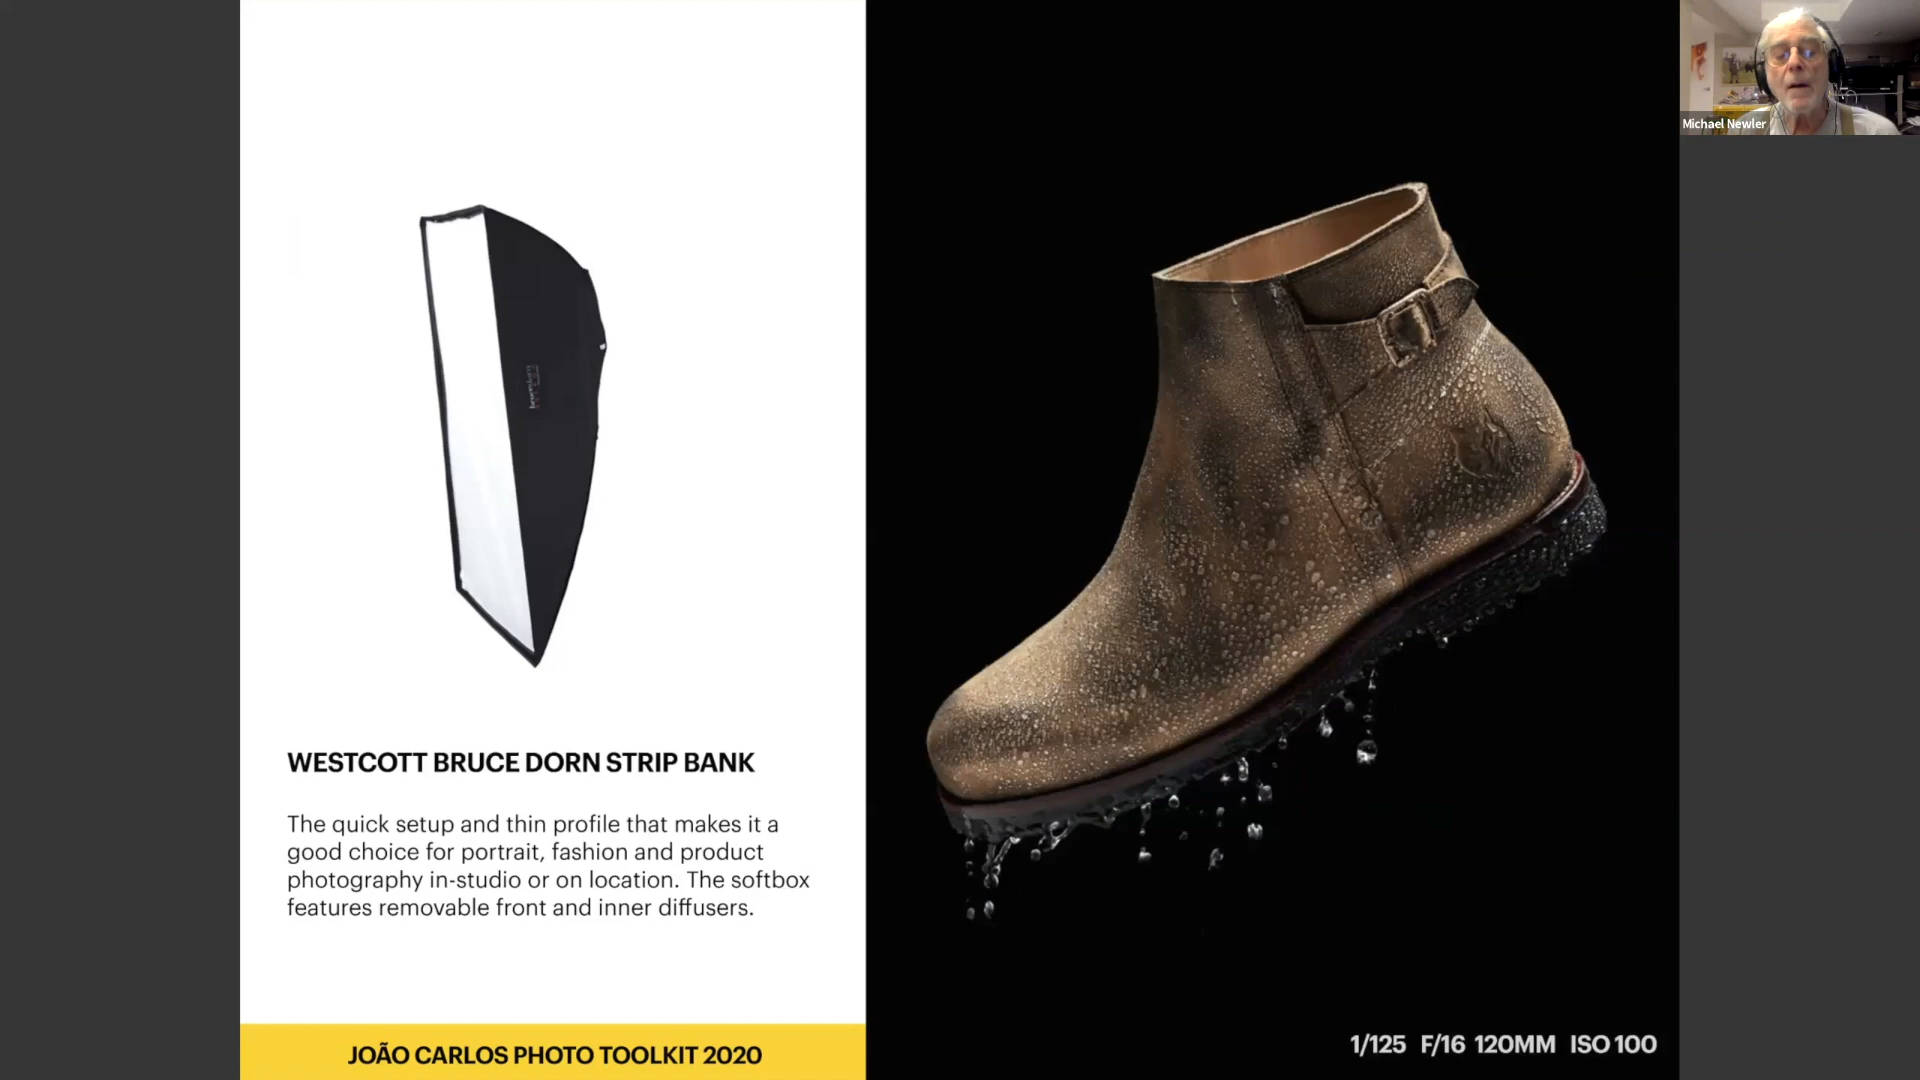 Michael Newler
WESTCOTT BRUCE DORN STRIP BANK
The quick setup and thin profile that makes it a
good choice for portrait, fashion and product
photography in-studio or on location. The softbox
features removable front and inner diffusers.
JOÃO CARLOS PHOTO TOOLKIT 2020
1/125 F/16 120MM ISO 100